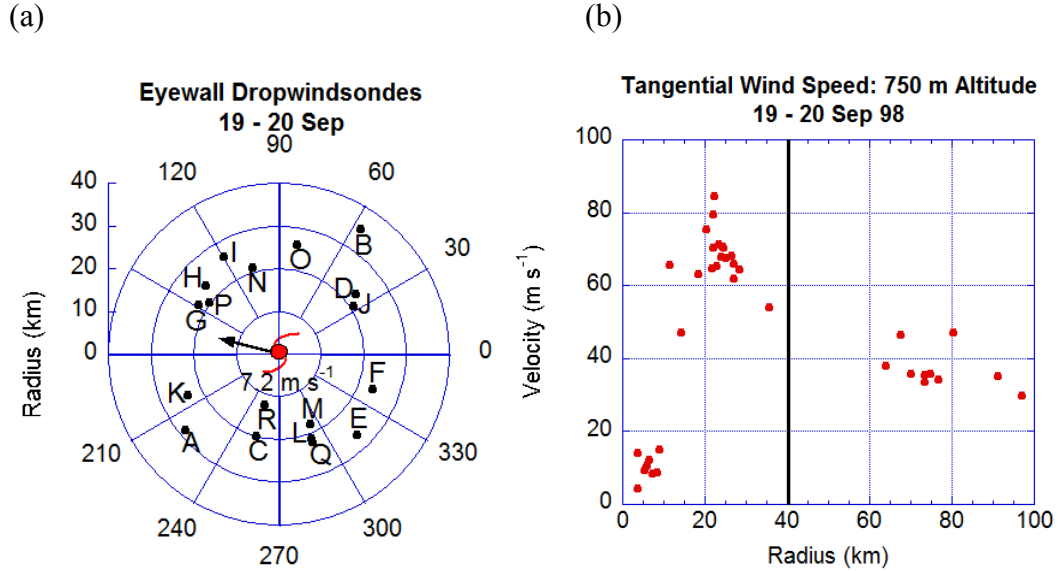 (a)
(b)
Eyewall Dropwindsondes
19 - 20 Sep
90
120
60
40
30
30
20
10
0
0
Radius (km)
B
O
I
N
H
P
G
D
J
7.2 m s-1
F
K
M
R
E
A
C
L
Q
210
330
240
300
270
Tangential Wind Speed: 750 m Altitude
19 - 20 Sep 98
100
80
60
40
20
0
Velocity (m s-1)
0 20 40 60 80 100
Radius (km)